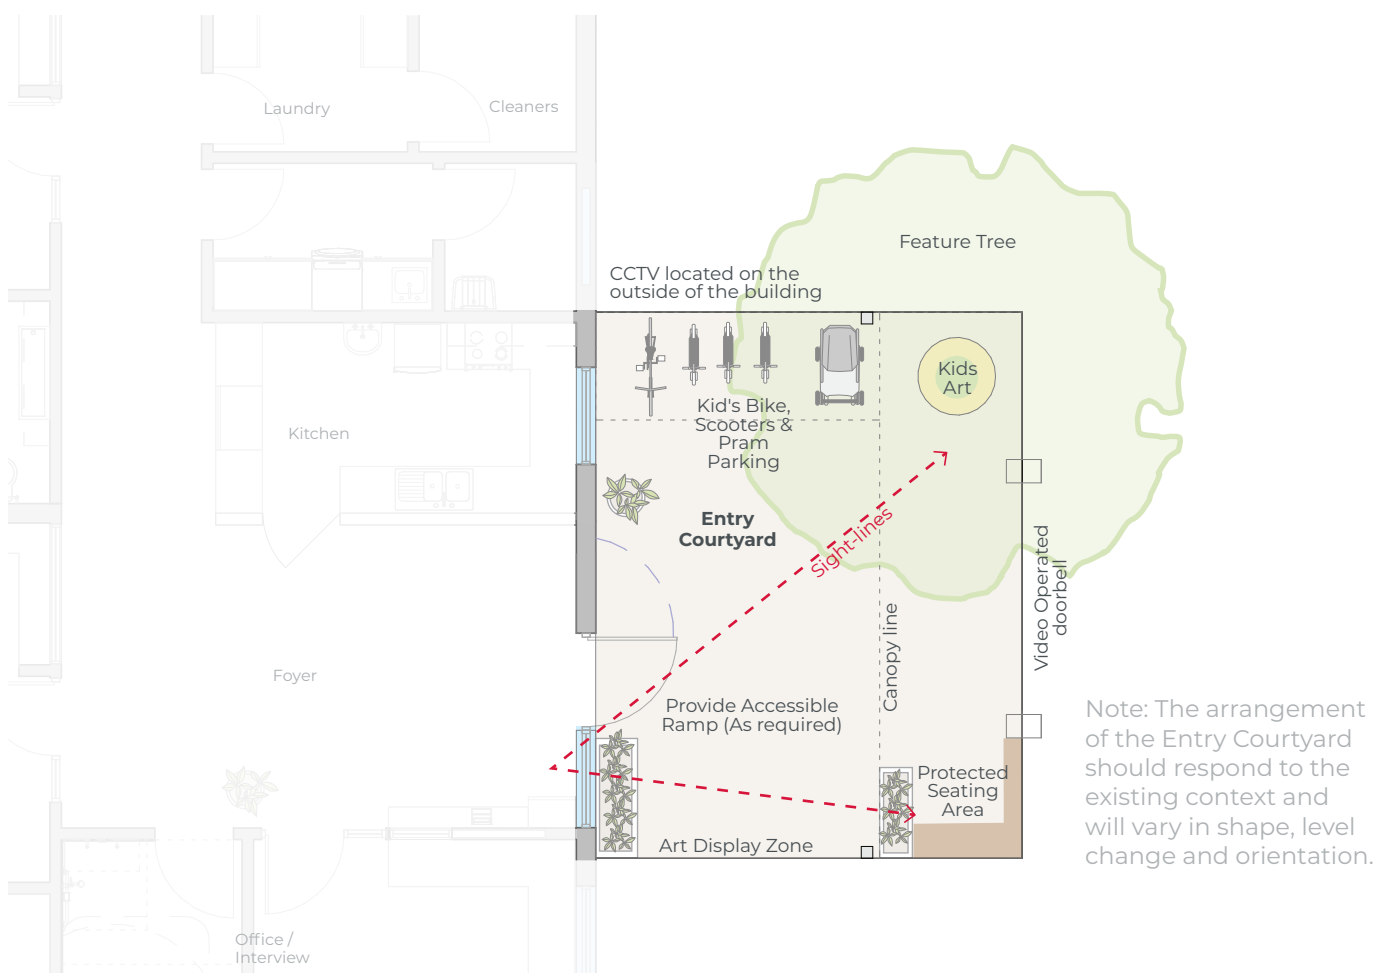 Laundry
Cleaners
Feature Tree
CCTV located on the
outside of the building
Kids
Art
Kid's Bike,
Scooters &
Pram
Parking
Kitchen
Entry
Courtyard
Sight-lines
Video Operated
doorbell
Canopy line
Foyer
Provide Accessible
Ramp (As required)
Note: The arrangement
of the Entry Courtyard
should respond to the
existing context and
will vary in shape, level
change and orientation.
Protected
Seating
Area
Art Display Zone
Office /
Interview